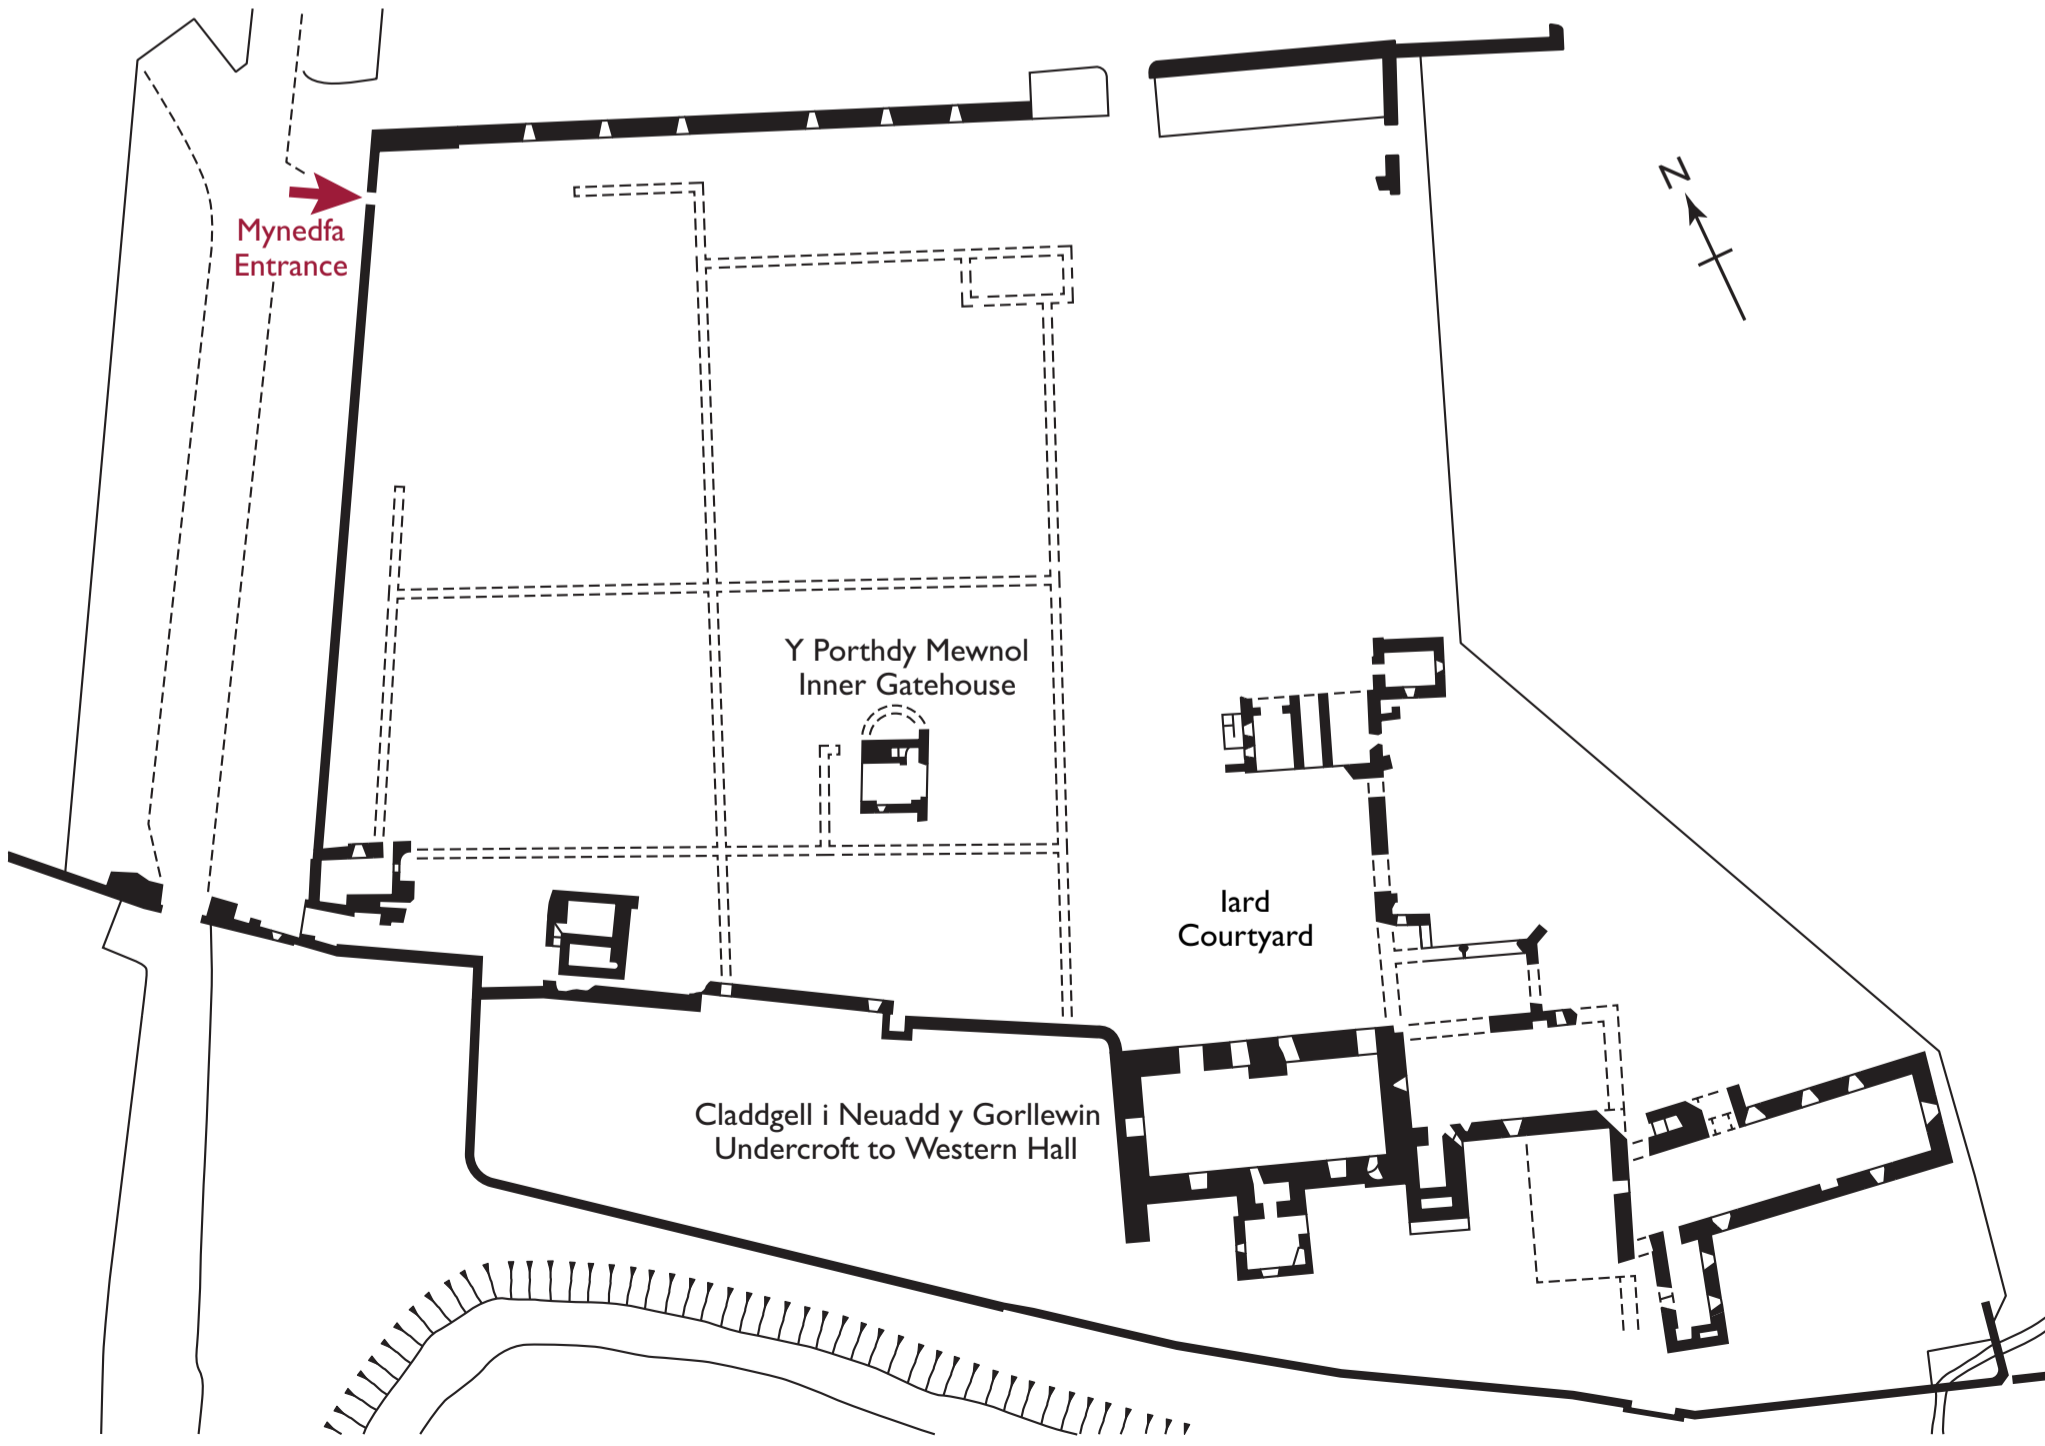 N
Mynedfa
Entrance
Y Porthdy Mewnol
Inner Gatehouse
Iard
Courtyard
Claddgell i Neuadd y Gorllewin
Undercroft to Western Hall